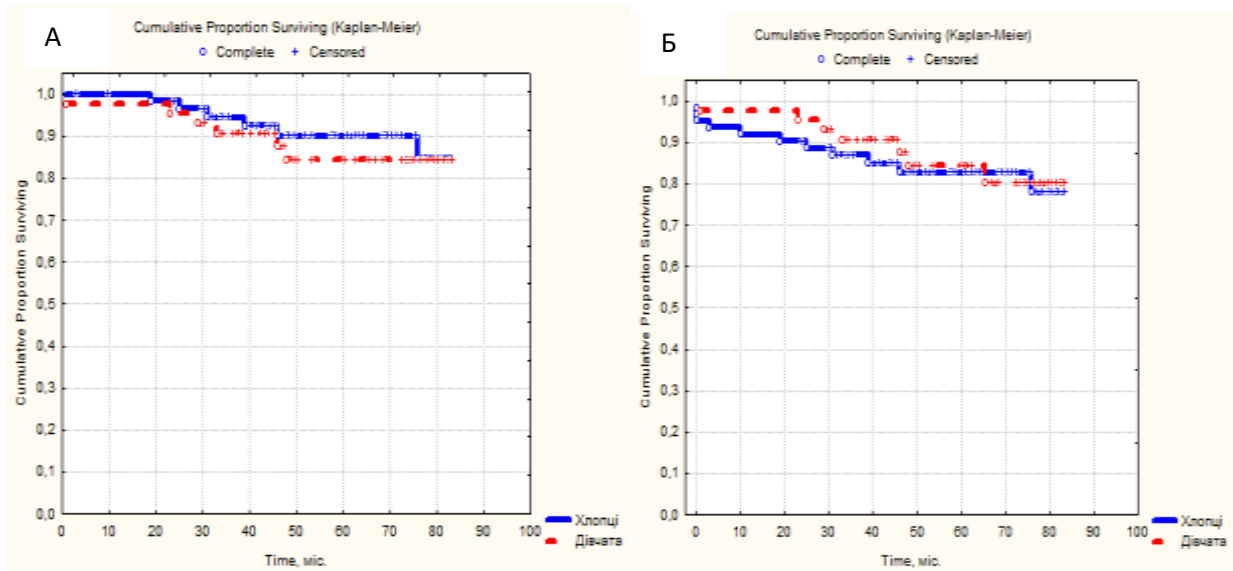 А
Cumulative Proportion Surviving (Kaplan-Meier)
Complete + Censored
Cumulative Proportion Surviving
1,0
0,9
0,8
0,7
0,6
0,5
0,4
0,3
0,2
0,1
0,0
0 10 20 30 40 50 60 70 80 90 100
Time, міс.
Хлопці
Дівчата
Б
Cumulative Proportion Surviving (Kaplan-Meier)
Complete + Censored
Cumulative Proportion Surviving
1,0
0,9
0,8
0,7
0,6
0,5
0,4
0,3
0,2
0,1
0,0
0 10 20 30 40 50 60 70 80 90 100
Time, міс.
Хлопці
Дівчата